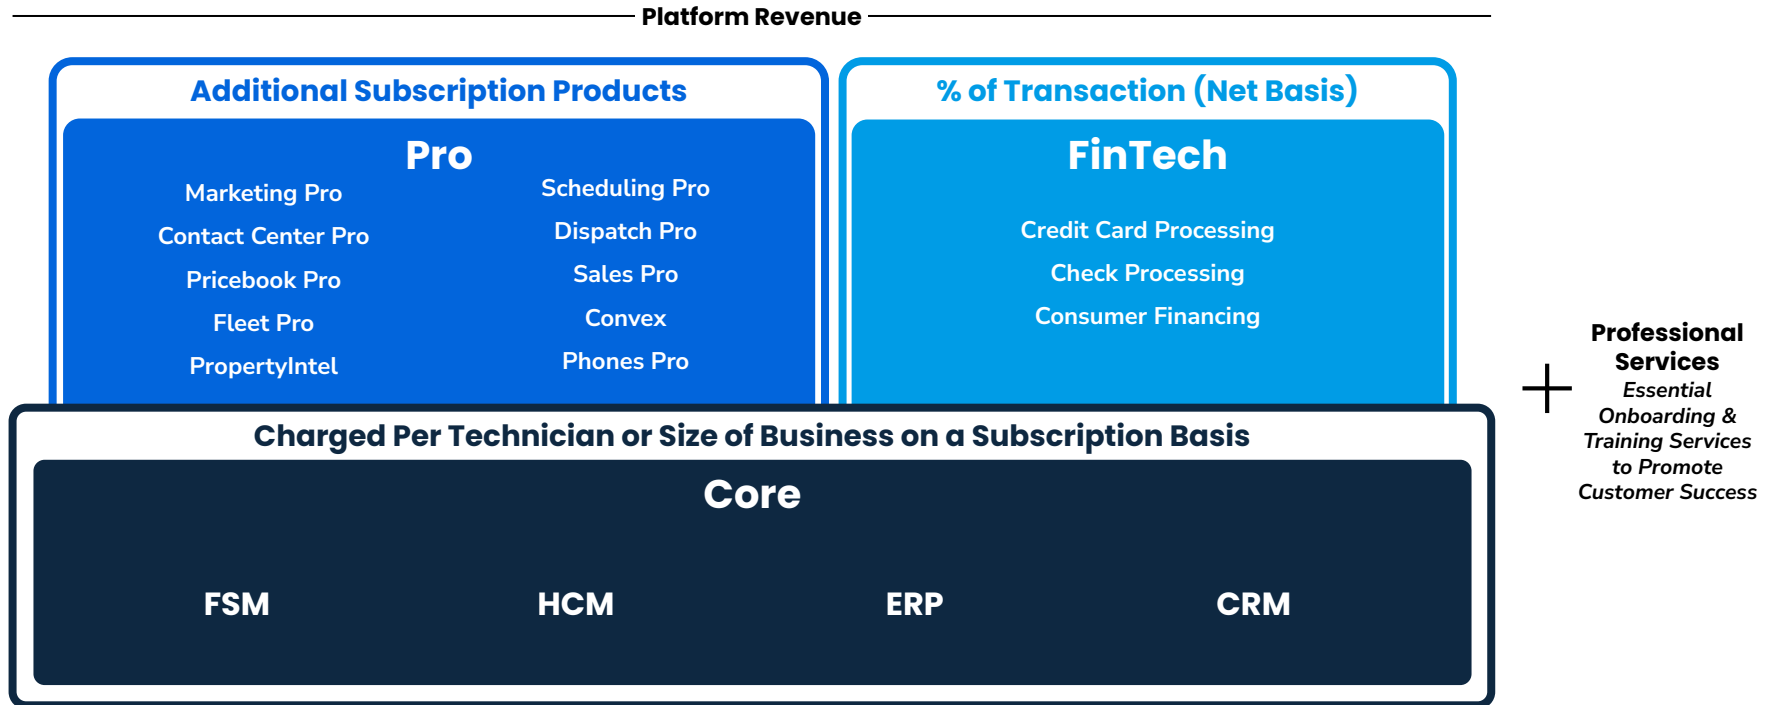 Platform Revenue
Additional Subscription Products
Pro
Marketing Pro
Contact Center Pro
Pricebook Pro
Fleet Pro
PropertyIntel
Scheduling Pro
Dispatch Pro
Sales Pro
Convex
Phones Pro
% of Transaction (Net Basis)
FinTech
Credit Card Processing
Check Processing
Consumer Financing
Charged Per Technician or Size of Business on a Subscription Basis
Core
FSM
HCM
ERP
CRM
+
Professional
Services
Essential
Onboarding &
Training Services
to Promote
Customer Success